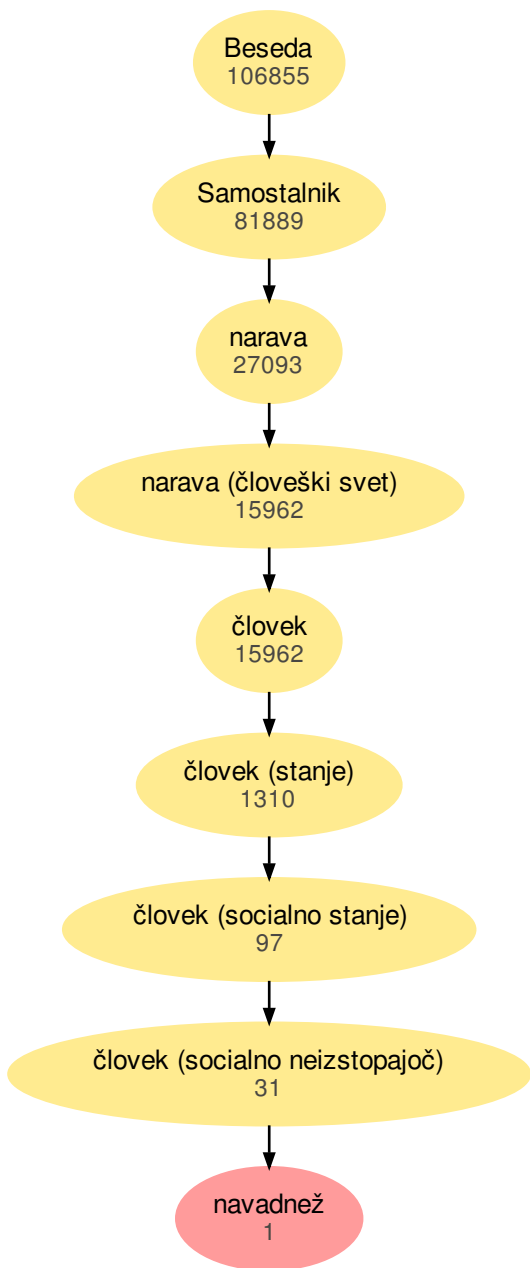 Beseda
106855
Samostalnik
81889
narava
27093
narava (človeški svet)
15962
človek
15962
človek (stanje)
1310
človek (socialno stanje)
97
človek (socialno neizstopajoč)
31
navadnež
1